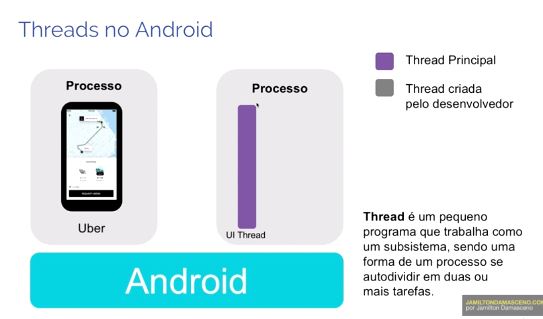 Threads no Android
Processo
Uber
Processo
UI Thread
Android
Thread Principal
Thread criada
pelo desenvolvedor
Thread é um pequeno
programa que trabalha como
um subsistema, sendo uma
forma de um processo se
autodividir em duas ou
mais tarefas.
JAMILTONDAMASCENO.COM
por Jamilton Damasceno